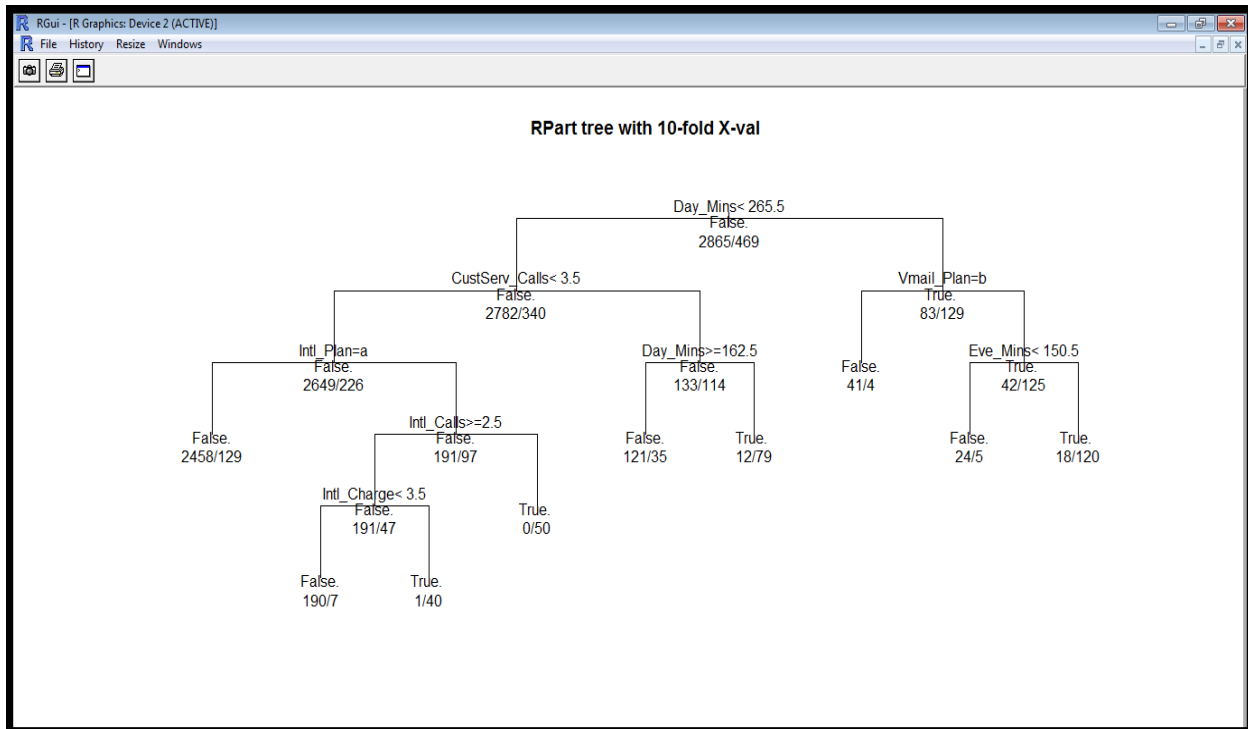 RGui - [R Graphics: Device 2 (ACTIVE)]
File History Resize Windows
RPart tree with 10-fold X-val
Day_Mins< 265.5
False.
2865/469
CustServ_Calls< 3.5
False.
2782/340
Vmail_Plan=b
True.
83/129
Intl_Plan=a
False.
2649/226
Day_Mins>=162.5
False.
133/114
False.
41/4
Eve_Mins< 150.5
True.
42/125
False.
2458/129
Intl_Calls>=2.5
False.
191/97
False.
121/35
True.
12/79
False.
24/5
True.
18/120
Intl_Charge< 3.5
False.
191/47
True.
0/50
False.
190/7
True.
1/40